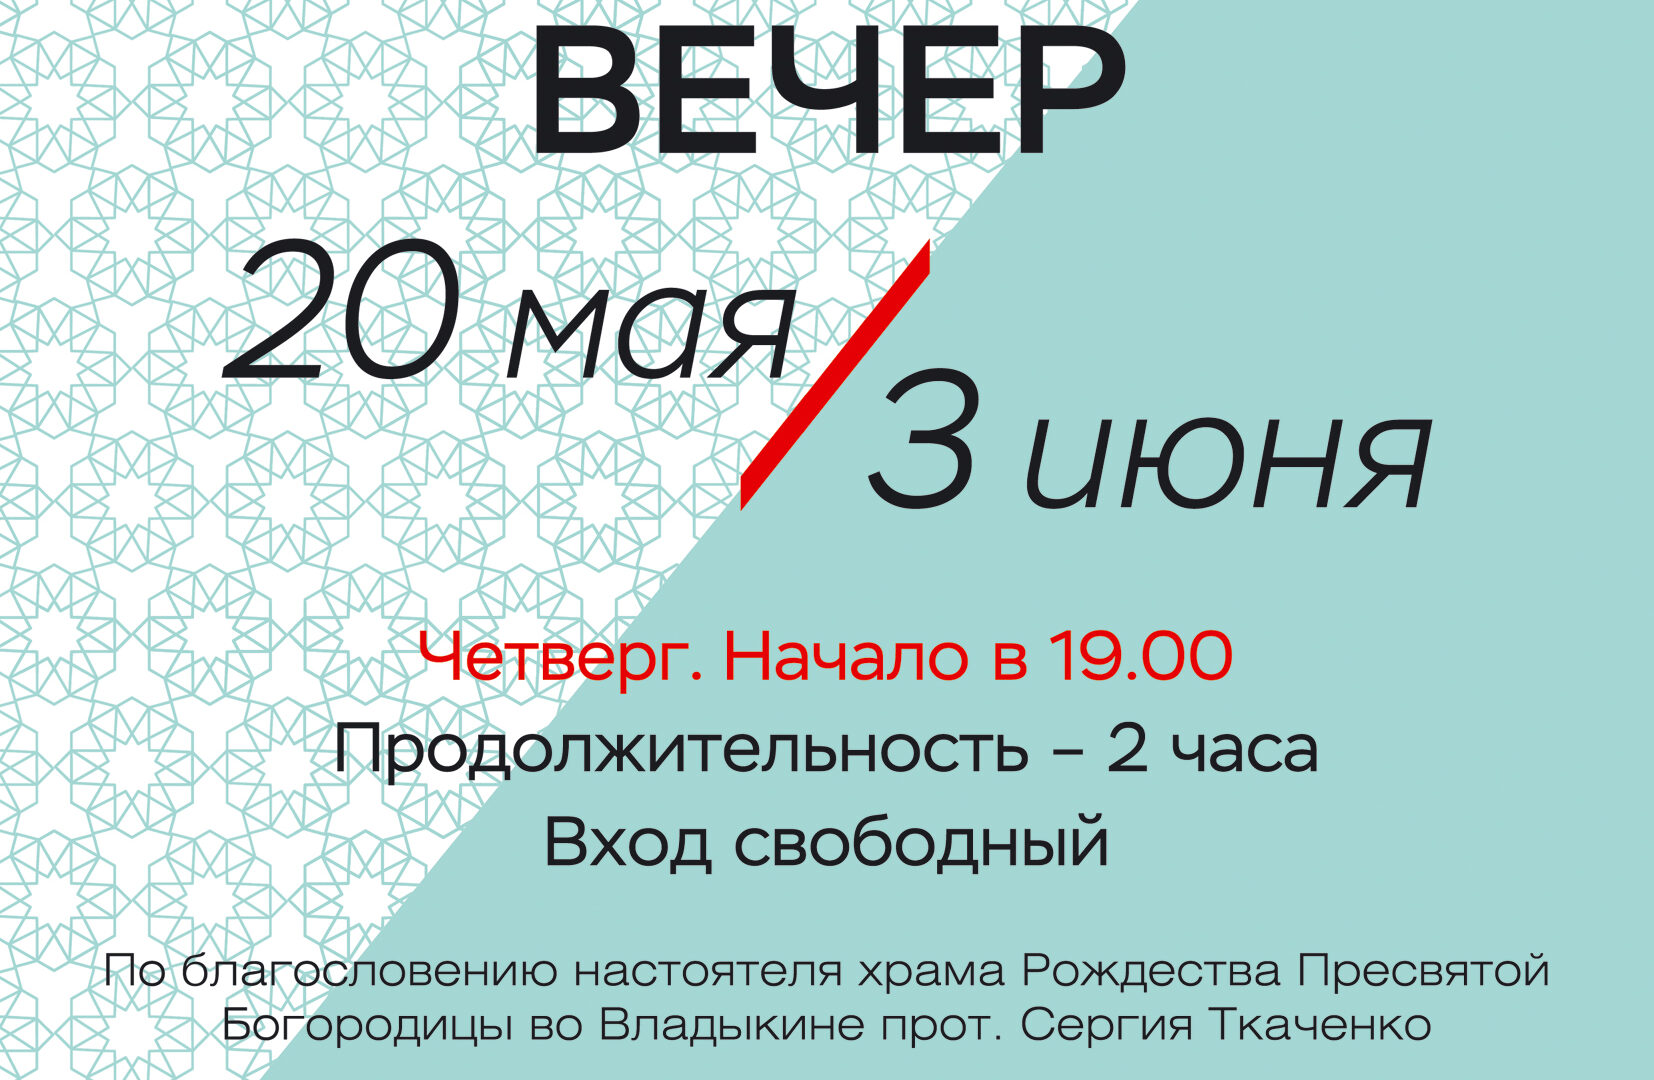 ВЕЧЕР
20 мая
3 июня
Четверг. Начало в 19.00
Продолжительность – 2 часа
Вход свободный
По благословению настоятеля храма Рождества Пресвятой
Богородицы во Владыкине прот. Сергия Ткаченко